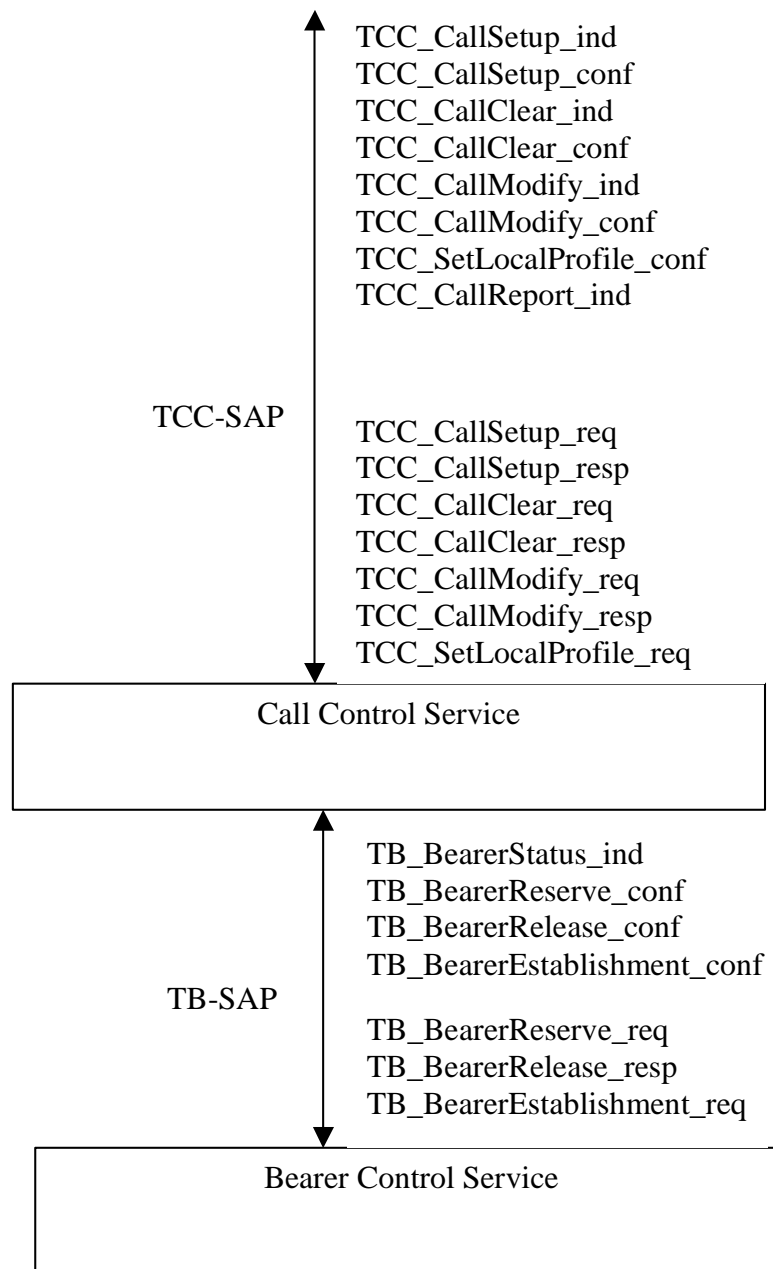 TCC_CallSetup_ind
TCC_CallSetup_conf
TCC_CallClear_ind
TCC_CallClear_conf
TCC_CallModify_ind
TCC_CallModify_conf
TCC_SetLocalProfile_conf
TCC_CallReport_ind
TCC-SAP
TCC_CallSetup_req
TCC_CallSetup_resp
TCC_CallClear_req
TCC_CallClear_resp
TCC_CallModify_req
TCC_CallModify_resp
TCC_SetLocalProfile_req
Call Control Service
TB_BearerStatus_ind
TB_BearerReserve_conf
TB_BearerRelease_conf
TB_BearerEstablishment_conf
TB-SAP
TB_BearerReserve_req
TB_BearerRelease_resp
TB_BearerEstablishment_req
Bearer Control Service